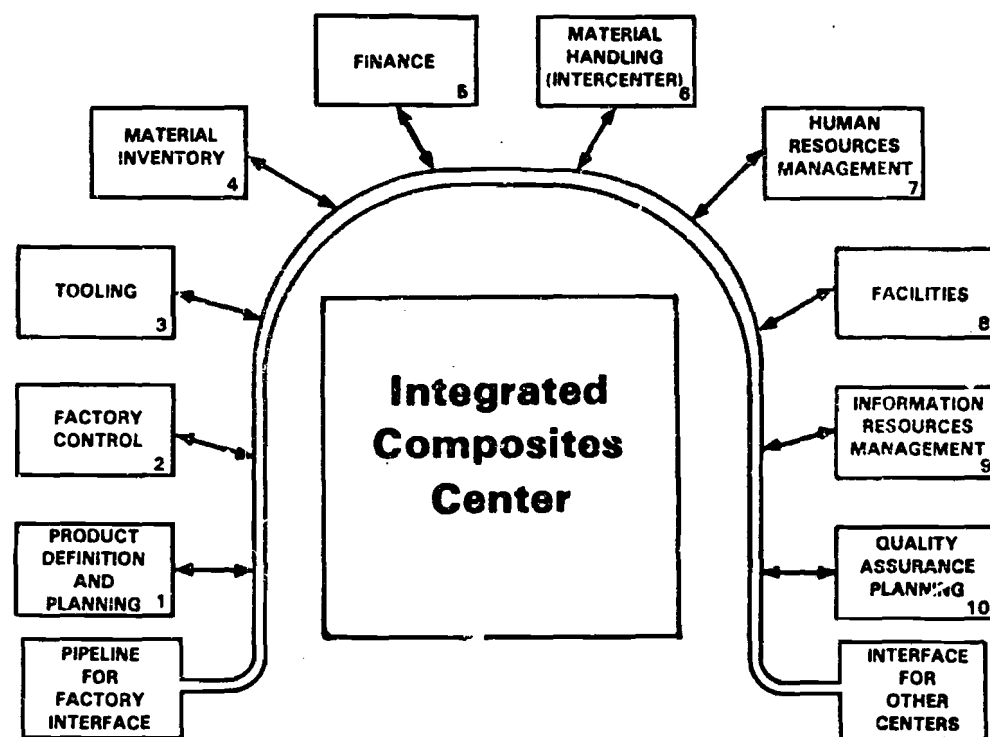 PRODUCT
DEFINITION
AND
PLANNING
1
FACTORY
CONTROL
2
TOOLING
3
MATERIAL
INVENTORY
4
FINANCE
5
MATERIAL
HANDLING
(INTERCENTER)
6
HUMAN
RESOURCES
MANAGEMENT
7
FACILITIES
8
INFORMATION
RESOURCES
MANAGEMENT
9
QUALITY
ASSURANCE
PLANNING
10
PIPELINE
FOR
FACTORY
INTERFACE
INTERFACE
FOR
OTHER
CENTERS
Integrated
Composites
Center